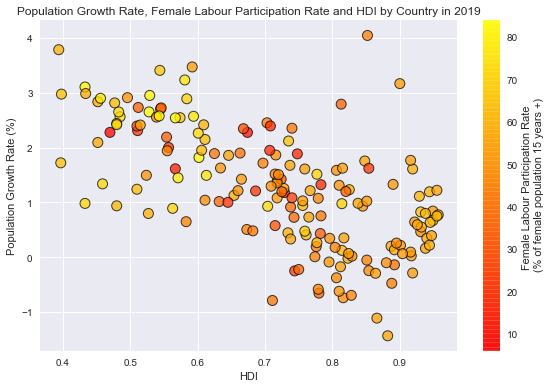 Population Growth Rate, Female Labour Participation Rate and HDI by Country in 2019
Population Growth Rate (%)
4
3
2
1
0
−1
0.4 0.5 0.6 0.7 0.8 0.9
HDI
80
70
60
50
40
30
20
10
Female Labour Participation Rate
(% of female population 15 years +)